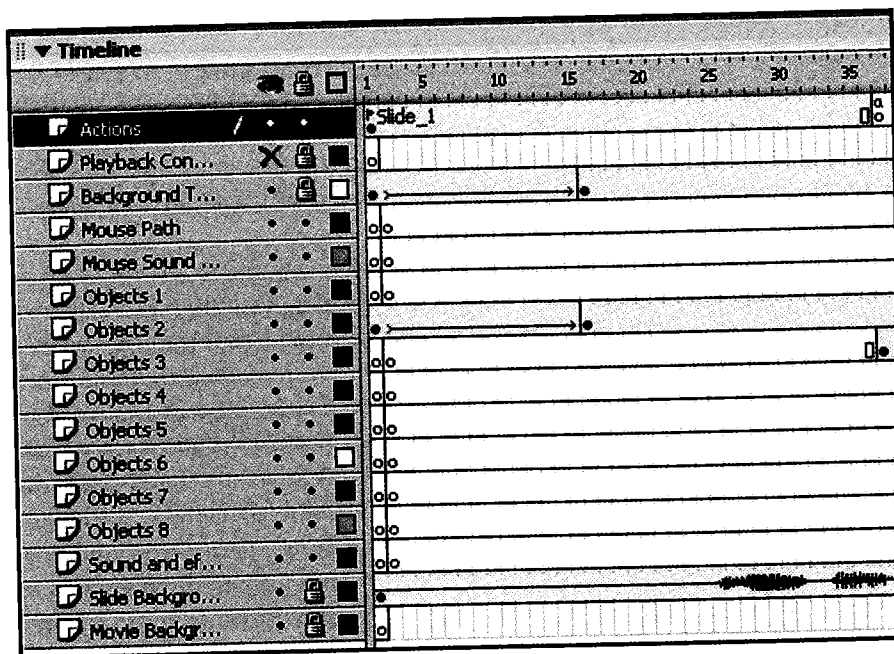 Timeline
1 5 10 15 20 25 30 35
Actions Slide_1 a
Playback Con...
Background T...
Mouse Path
Mouse Sound ...
Objects 1
Objects 2
Objects 3
Objects 4
Objects 5
Objects 6
Objects 7
Objects 8
Sound and ef...
Slide Backgro...
Movie Backgr...